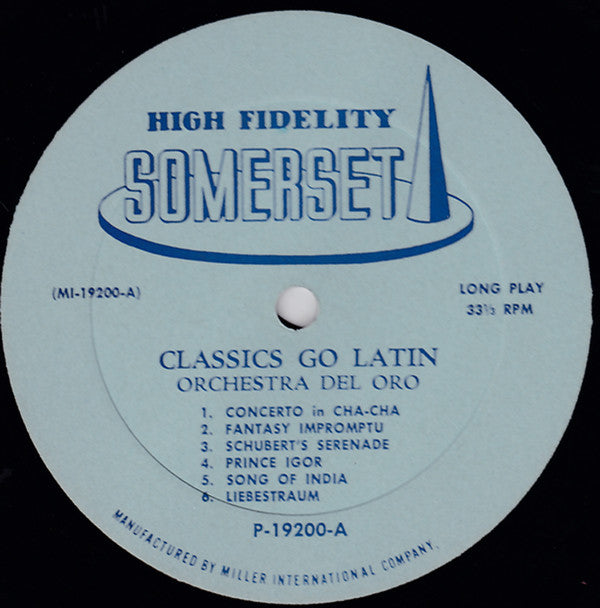 HIGH FIDELITY
SOMERSET
(MI-19200-A)
LONG PLAY
33⅓ RPM
CLASSICS GO LATIN
ORCHESTRA DEL ORO
1. CONCERTO in CHA-CHA
2. FANTASY IMPROMPTU
3. SCHUBERT'S SERENADE
4. PRINCE IGOR
5. SONG OF INDIA
6. LIEBESTRAUM
P-19200-A
MANUFACTURED BY MILLER INTERNATIONAL COMPANY.